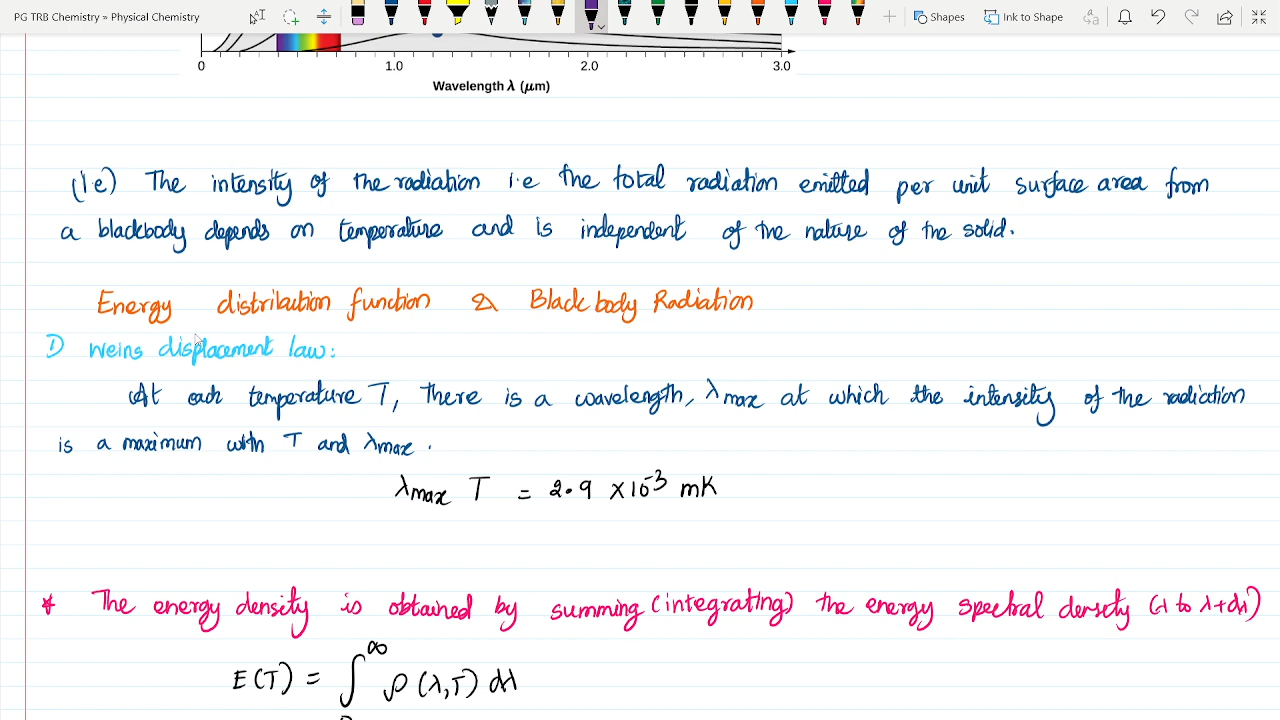 PG TRB Chemistry » Physical Chemistry
Shapes
Ink to Shape
0 1.0 2.0 3.0
Wavelength λ (μm)
(i.e) The intensity of the radiation i.e the total radiation emitted per unit surface area from
a blackbody depends on temperature and is independent of the nature of the solid.
Energy distribution function & Black body Radiation
1) Weins displacement law:
At each temperature T, there is a wavelength, λmax at which the intensity of the radiation
is a maximum with T and λmax.
λmax T = 2.9 × 10⁻³ mK
* The energy density is obtained by summing (integrating) the energy spectral density (λ to λ+dλ)
E(T) = ∫ ∞ ρ(λ,T) dλ